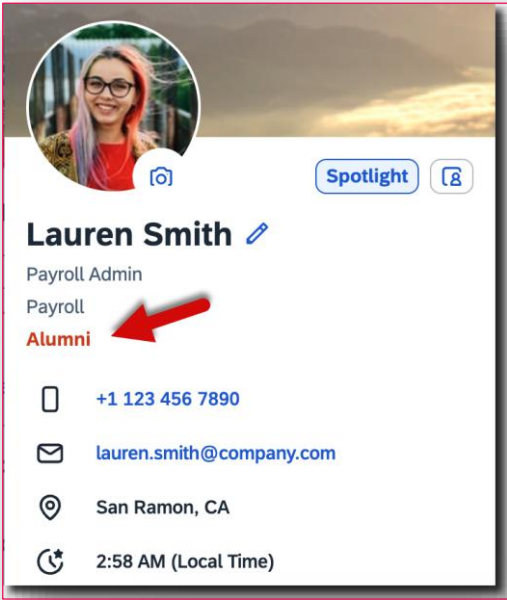 Spotlight
Lauren Smith
Payroll Admin
Payroll
Alumni
+1 123 456 7890
lauren.smith@company.com
San Ramon, CA
2:58 AM (Local Time)